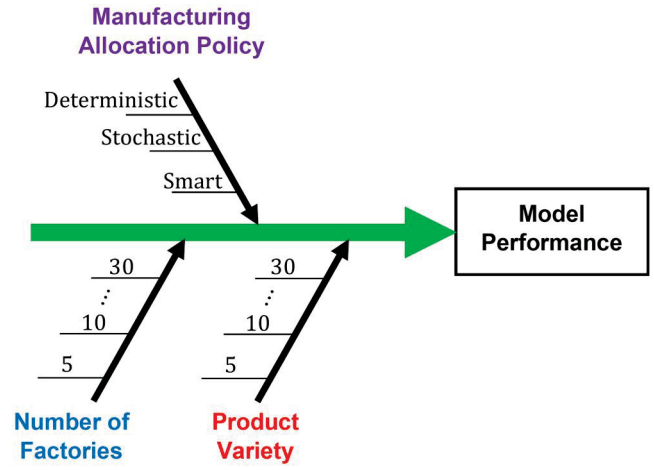 Manufacturing
Allocation Policy
Deterministic
Stochastic
Smart
Model
Performance
30
⋮
10
5
Number of
Factories
30
⋮
10
5
Product
Variety